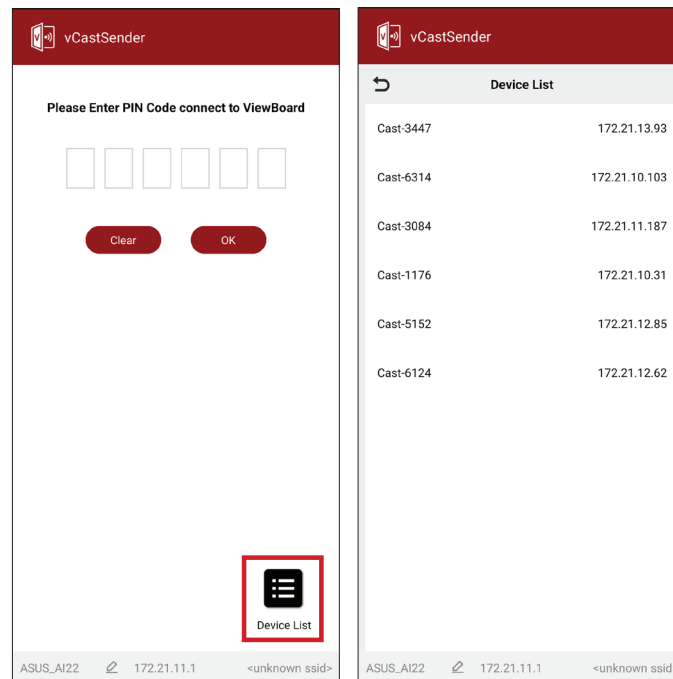 vCastSender
Please Enter PIN Code connect to ViewBoard
Clear
OK
Device List
ASUS_AI22
172.21.11.1
<unknown ssid>
vCastSender
Device List
Cast-3447 172.21.13.93
Cast-6314 172.21.10.103
Cast-3084 172.21.11.187
Cast-1176 172.21.10.31
Cast-5152 172.21.12.85
Cast-6124 172.21.12.62
ASUS_AI22
172.21.11.1
<unknown ssid